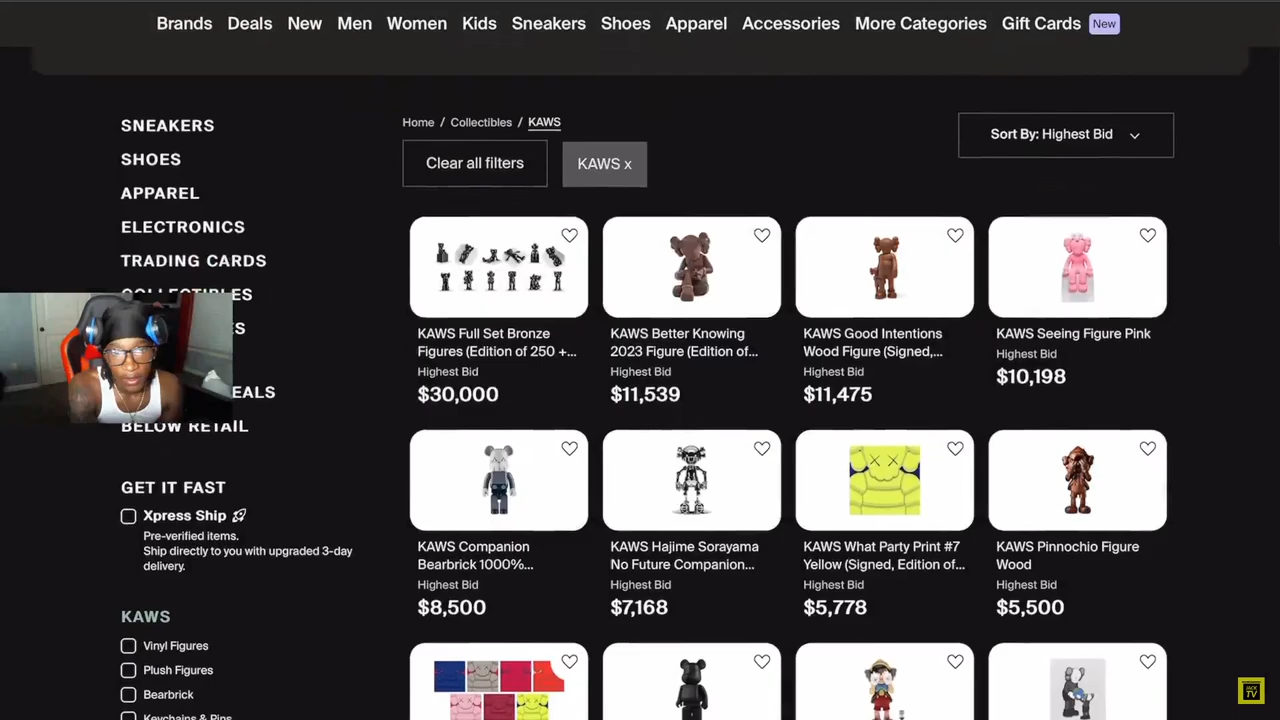 Brands Deals New Men Women Kids Sneakers Shoes Apparel Accessories More Categories Gift Cards New
SNEAKERS
SHOES
APPAREL
ELECTRONICS
TRADING CARDS
COLLECTIBLES
BELOW RETAIL
GET IT FAST
Xpress Ship
Pre-verified items.
Ship directly to you with upgraded 3-day
delivery.
KAWS
Vinyl Figures
Plush Figures
Bearbrick
Keychains & Pins
Home / Collectibles / KAWS
Clear all filters
KAWS x
Sort By: Highest Bid
KAWS Full Set Bronze
Figures (Edition of 250 +...
Highest Bid
$30,000
KAWS Better Knowing
2023 Figure (Edition of...
Highest Bid
$11,539
KAWS Good Intentions
Wood Figure (Signed,...
Highest Bid
$11,475
KAWS Seeing Figure Pink
Highest Bid
$10,198
KAWS Companion
Bearbrick 1000%...
Highest Bid
$8,500
KAWS Hajime Sorayama
No Future Companion...
Highest Bid
$7,168
KAWS What Party Print #7
Yellow (Signed, Edition of...
Highest Bid
$5,778
KAWS Pinnochio Figure
Wood
Highest Bid
$5,500
JACK
TV